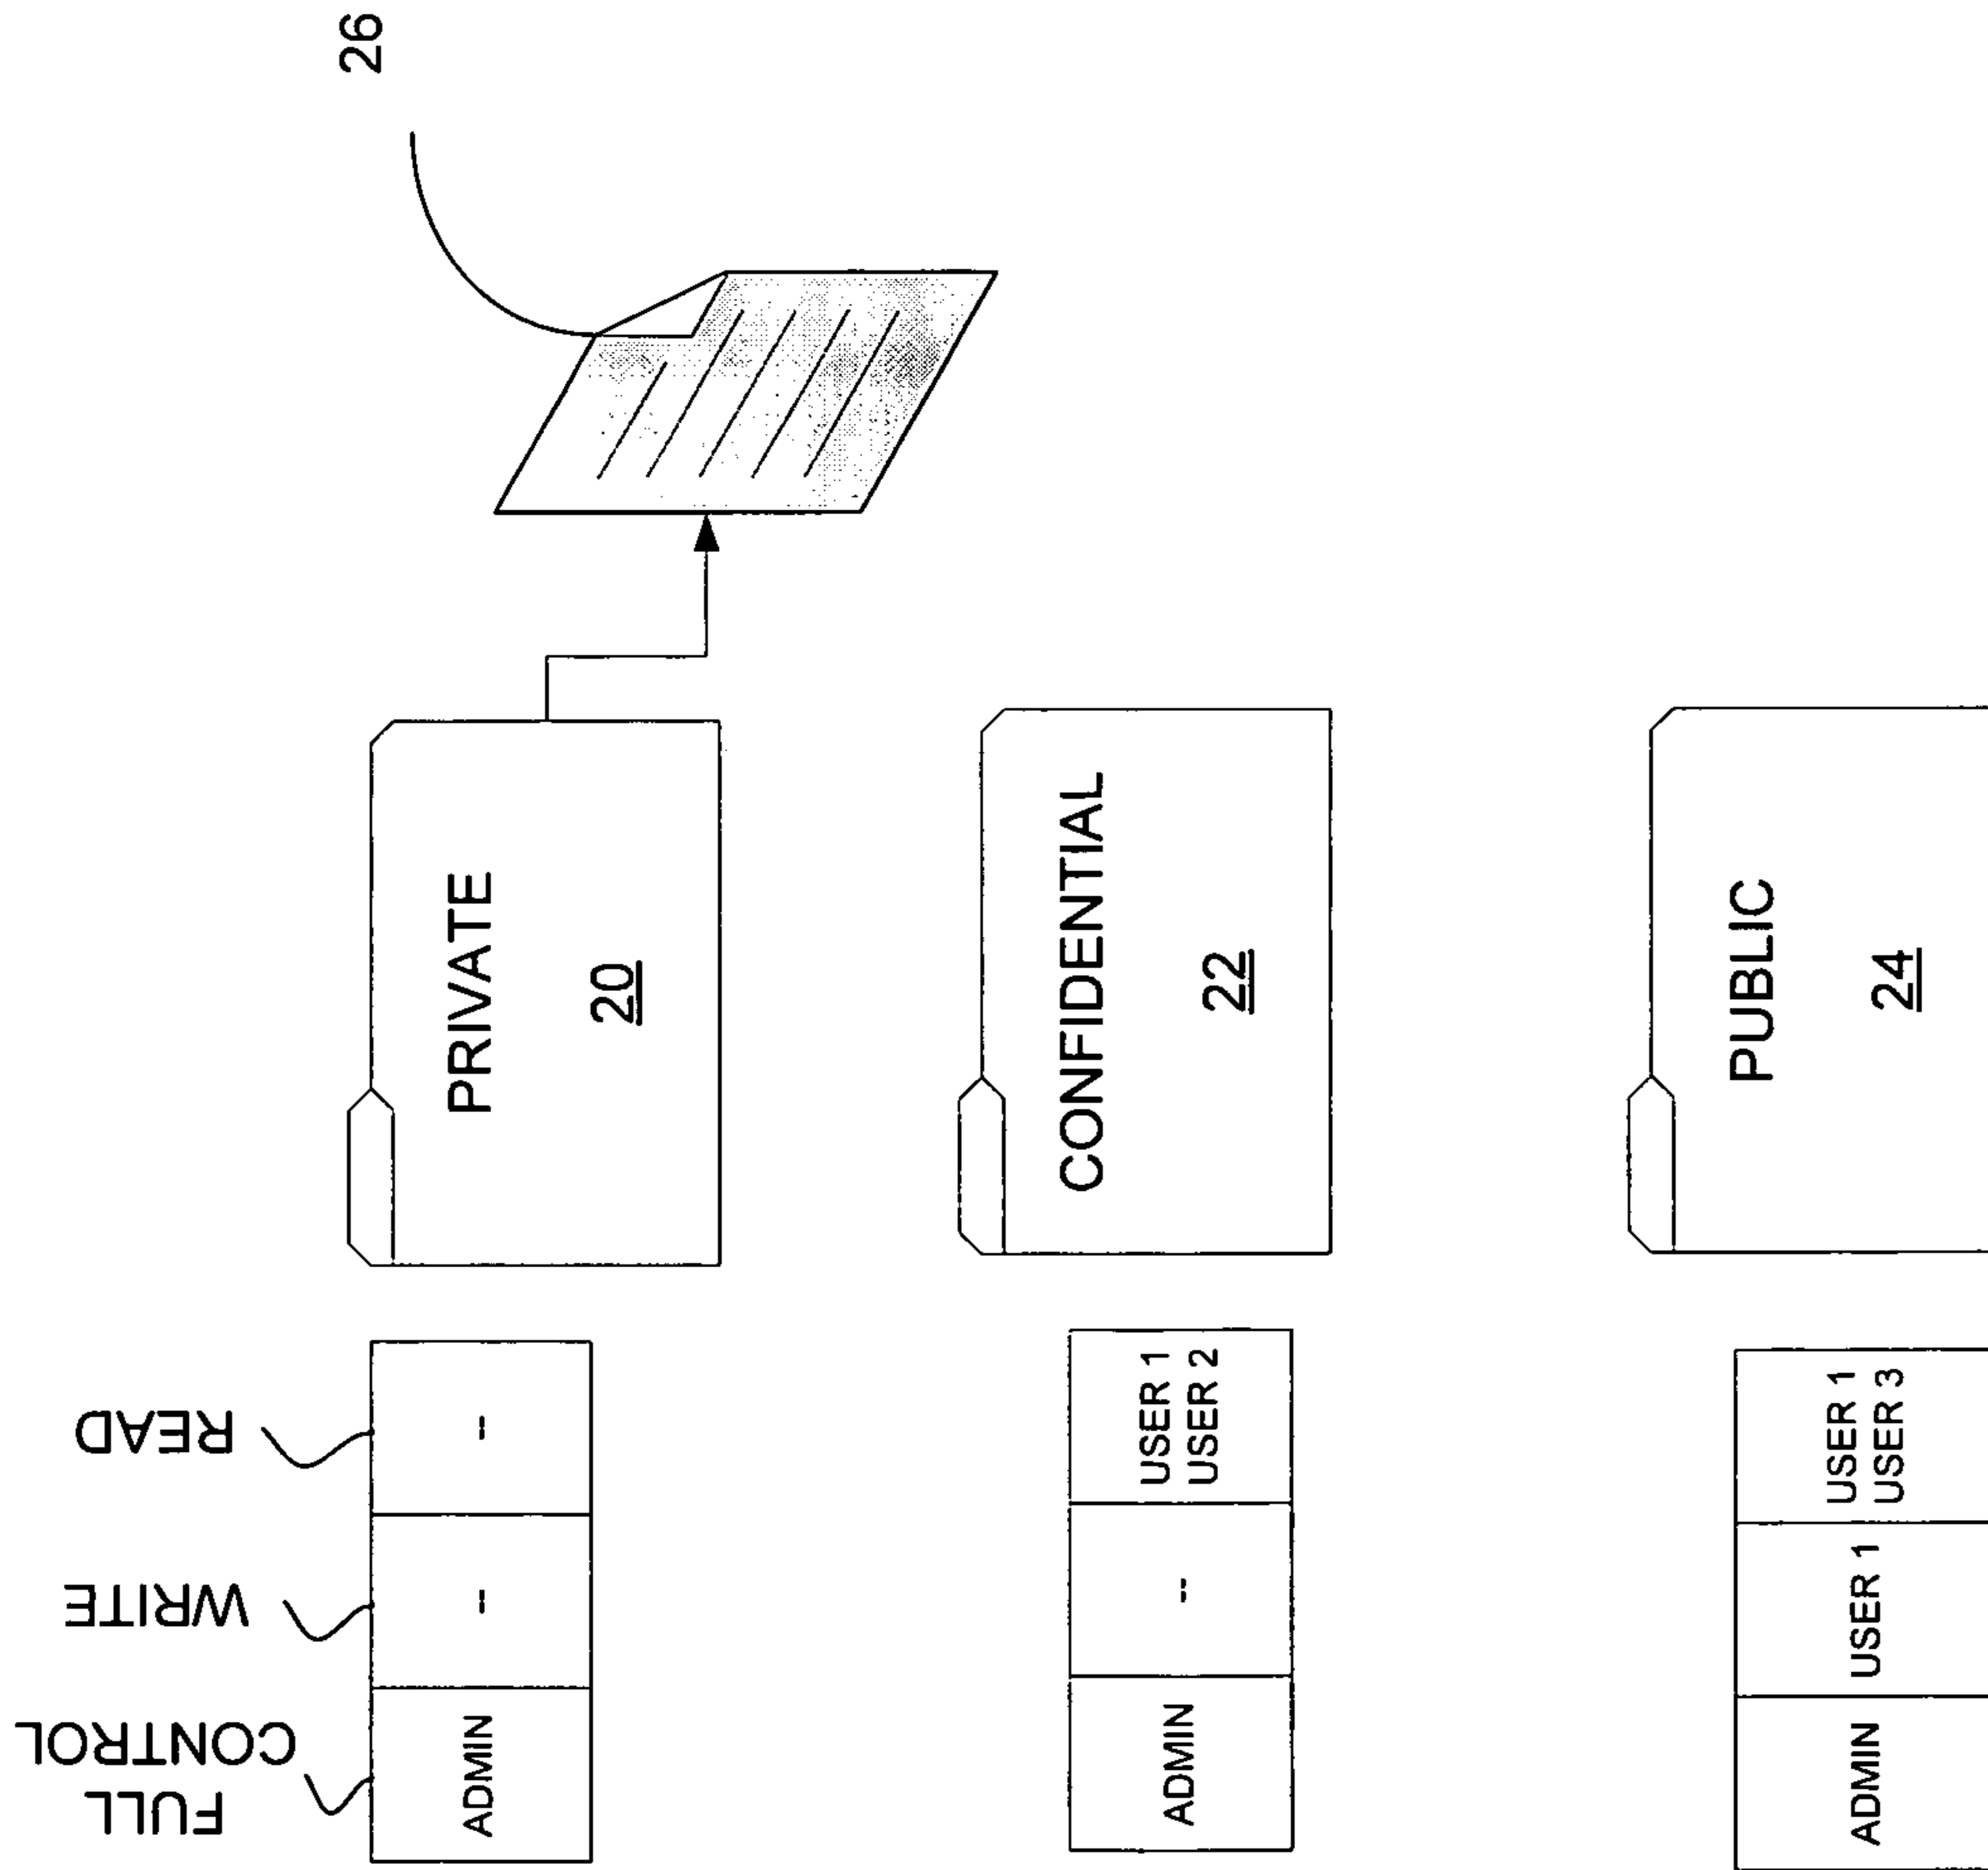 FULL
CONTROL
WRITE
READ
ADMIN
--
--
PRIVATE
20
26
ADMIN
--
USER 1
USER 2
CONFIDENTIAL
22
ADMIN
USER 1
USER 1
USER 3
PUBLIC
24